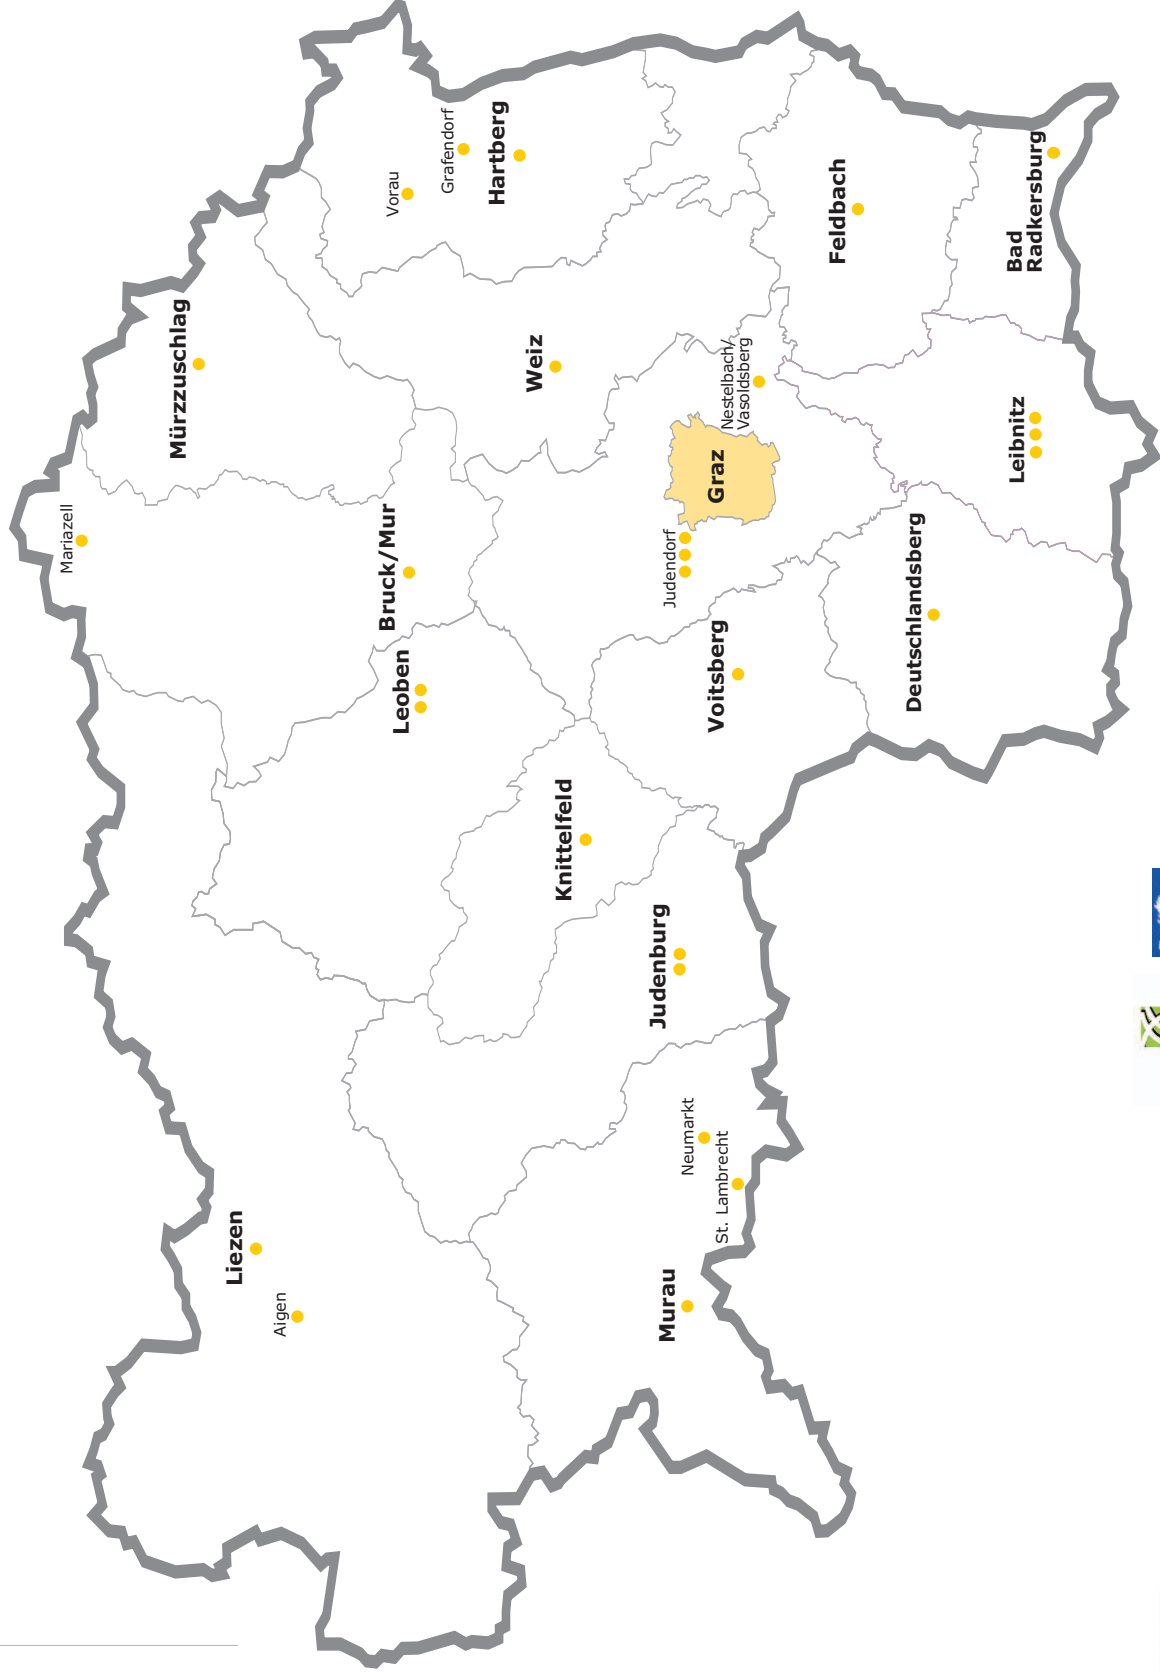 Mariazell
Mürzzuschlag
Vorau
Grafendorf
Hartberg
Bruck/Mur
Leoben
Weiz
Liezen
Aigen
Knittelfeld
Judendorf
Graz
Nestelbach/
Vasoldsberg
Feldbach
Judenburg
Voitsberg
Neumarkt
St. Lambrecht
Murau
Deutschlandsberg
Leibnitz
Bad
Radkersburg